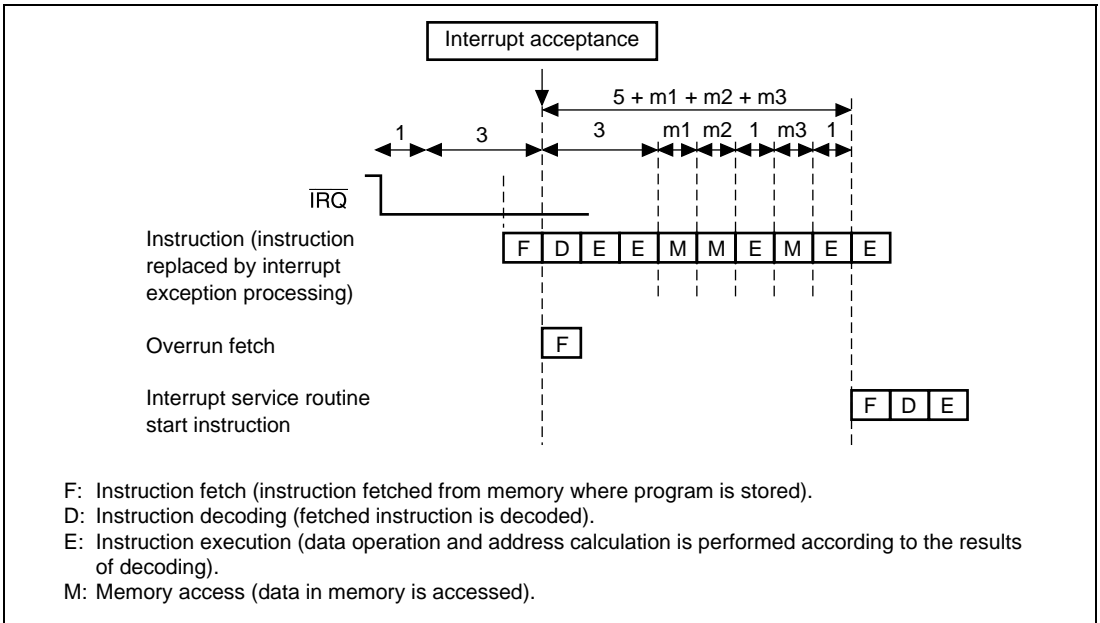 Interrupt acceptance
5 + m1 + m2 + m3
1 3 3 m1 m2 1 m3 1
IRQ
Instruction (instruction
replaced by interrupt
exception processing)
F D E E M M E M E E
Overrun fetch
F
Interrupt service routine
start instruction
F D E
F: Instruction fetch (instruction fetched from memory where program is stored).
D: Instruction decoding (fetched instruction is decoded).
E: Instruction execution (data operation and address calculation is performed according to the results
of decoding).
M: Memory access (data in memory is accessed).